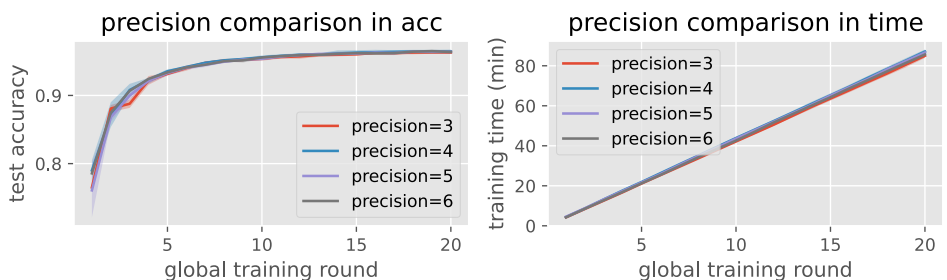 precision comparison in acc
test accuracy
0.9
0.8
precision=3
precision=4
precision=5
precision=6
5
10
15
20
global training round
precision comparison in time
training time (min)
80
60
40
20
0
precision=3
precision=4
precision=5
precision=6
5
10
15
20
global training round